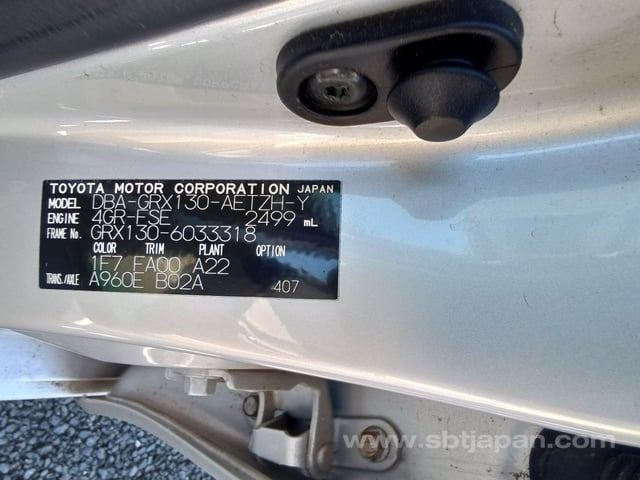 TOYOTA MOTOR CORPORATION JAPAN
MODEL DBA-GRX130-AETZH-Y
ENGINE 4GR-FSE 2499 mL
FRAME No. GRX130-6033318
COLOR TRIM PLANT OPTION
1F7 FA00 A22
TRANS./AXLE A960E B02A 407
www.sbtjapan.com